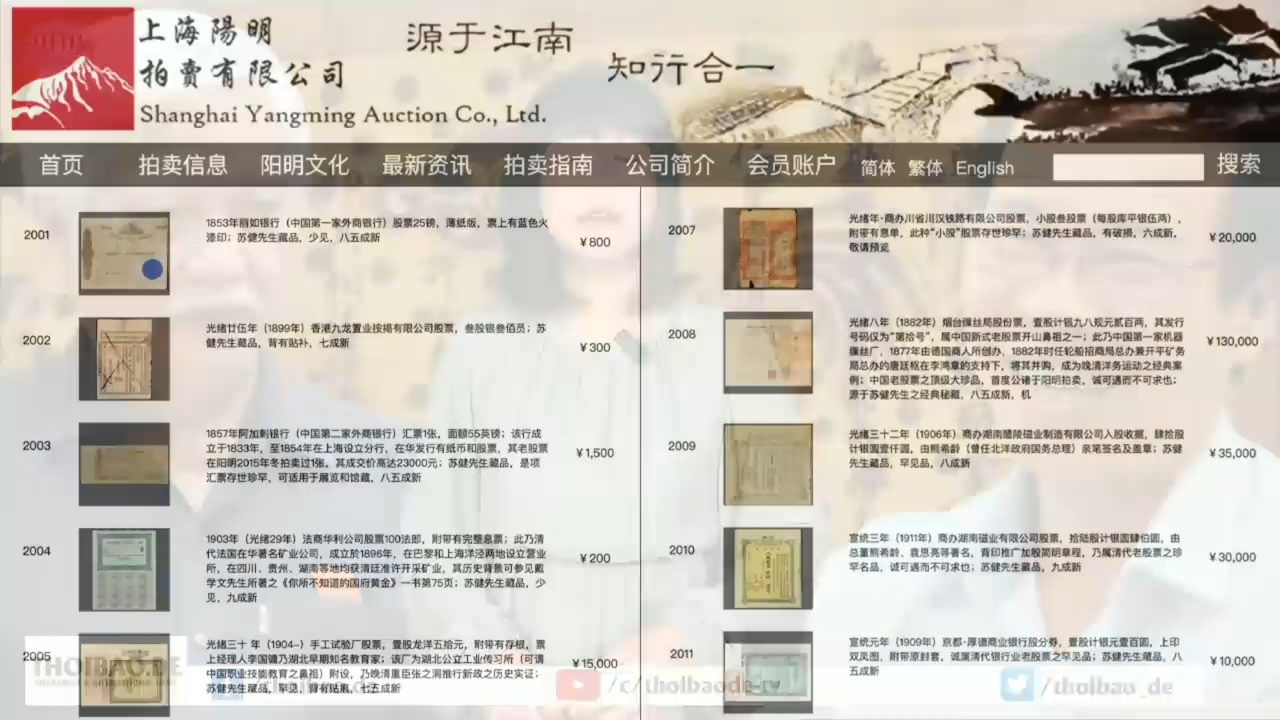 上海陽明
拍賣有限公司
Shanghai Yangming Auction Co., Ltd.
源于江南
知行合一
首页 拍卖信息 阳明文化 最新资讯 拍卖指南 公司简介 会员账户 简体 繁体 English 搜索
2001
1853年丽如银行（中国第一家外商银行）股票25磅，薄纸版，票上有蓝色火
漆印；苏健先生藏品，少见，八五成新
¥800
2002
光绪廿伍年（1899年）香港九龙置业按揭有限公司股票，叁股银叁佰员；苏
健先生藏品，背有贴补，七成新
¥300
2003
1857年阿加剌银行（中国第二家外商银行）汇票1张，面额55英镑；该行成
立于1833年，至1854年在上海设立分行，在华发行有纸币和股票，其老股票
在阳明2015年冬拍卖过1张，其成交价高达23000元；苏健先生藏品，是项
汇票存世珍罕，可适用于展览和馆藏，八五成新
¥1,500
2004
1903年（光绪29年）法商华利公司股票100法郎，附带有完整息票；此乃清
代法国在华著名矿业公司，成立於1896年，在巴黎和上海洋泾两地设立营业
所，在四川、贵州、湖南等地均获清廷准许开采矿业，其历史背景可参见戴
学文先生所著之《你所不知道的国府黄金》一书第75页；苏健先生藏品，少
见，九成新
¥200
2005
光绪三十 年（1904-）手工试验厂股票，壹股龙洋五拾元，附带有存根，票
上经理人李国镛乃湖北早期知名教育家；该厂为湖北公立工业传习所（可谓
中国职业技能教育之鼻祖）附设，乃晚清重臣张之洞推行新政之历史实证；
苏健先生藏品，罕见，背有贴痕，七五成新
¥15,000
2007
光绪年·商办川省川汉铁路有限公司股票，小股叁股票（每股库平银伍两），
附带有息单，此种"小股"股票存世珍罕；苏健先生藏品，有破损，六成新，
敬请预览
¥20,000
2008
光绪八年（1882年）烟台缫丝局股份票，壹股计银九八规元贰百两，其发行
号码仅为"第拾号"，属中国新式老股票开山鼻祖之一；此乃中国第一家机器
缫丝厂，1877年由德国商人所创办，1882年时任轮船招商局总办兼开平矿务
局总办的唐廷枢在李鸿章的支持下，将其并购，成为晚清洋务运动之经典案
例；中国老股票之顶级大珍品，首度公诸于阳明拍卖，诚可遇而不可求也；
源于苏健先生之经典秘藏，八五成新，机
¥130,000
2009
光绪三十二年（1906年）商办湖南醴陵磁业制造有限公司入股收据，肆拾股
计银圆壹仟圆，由熊希龄（曾任北洋政府国务总理）亲笔签名及盖章；苏健
先生藏品，罕见品，八成新
¥35,000
2010
宣统三年（1911年）商办湖南磁业有限公司股票，拾陆股计银圆肆伯圆，由
总董熊希龄、袁思亮等署名，背印推广加股简明章程，乃属清代老股票之珍
罕名品，诚可遇而不可求也；苏健先生藏品，九成新
¥30,000
2011
宣统元年（1909年）京都·厚德商业银行股分劵，壹股计银元壹百圆，上印
双凤图，附带原封套，诚属清代银行业老股票之罕见品；苏健先生藏品，八
五成新
¥10,000
THOIBAO.DE
/c/thoibaode-tv
/thoibao_de